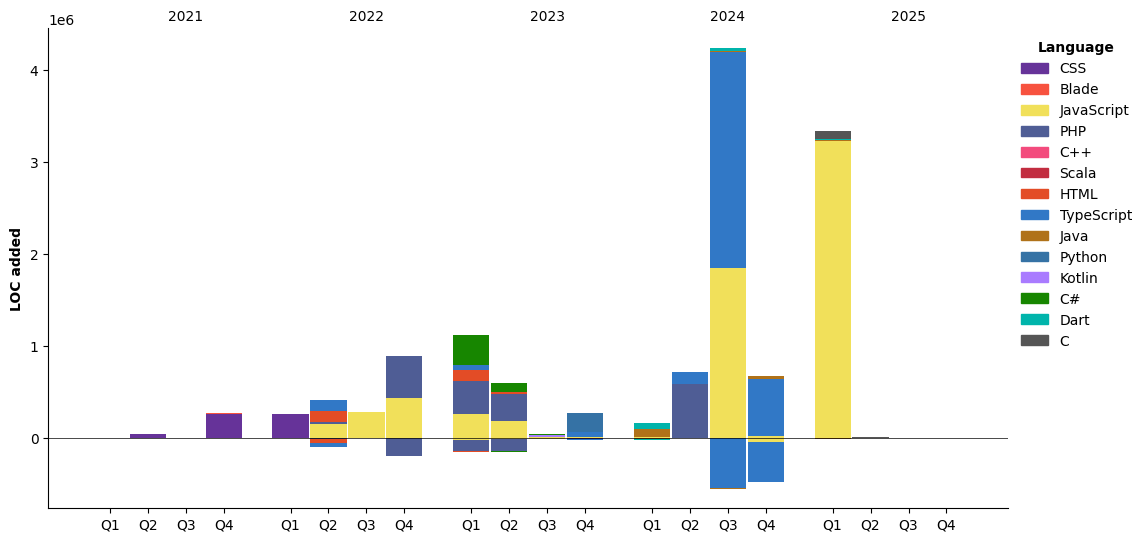 2021 2022 2023 2024 2025
1e6
4
3
2
1
0
LOC added
Q1 Q2 Q3 Q4 Q1 Q2 Q3 Q4 Q1 Q2 Q3 Q4 Q1 Q2 Q3 Q4 Q1 Q2 Q3 Q4
Language
CSS
Blade
JavaScript
PHP
C++
Scala
HTML
TypeScript
Java
Python
Kotlin
C#
Dart
C